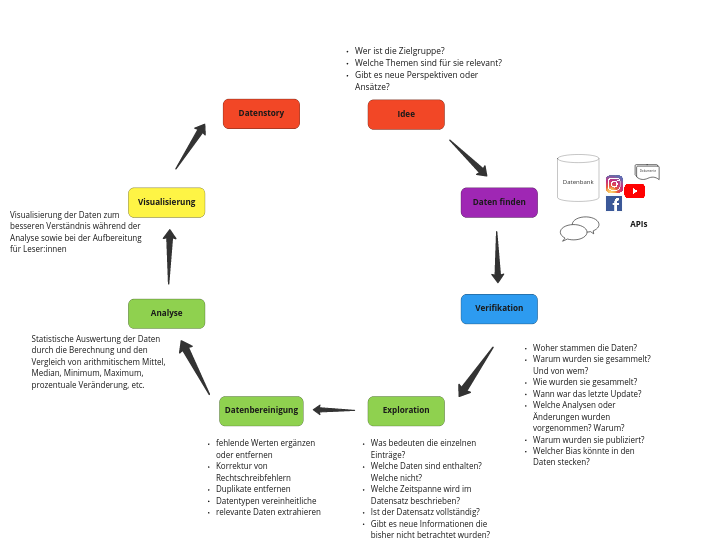 • Wer ist die Zielgruppe?
• Welche Themen sind für sie relevant?
• Gibt es neue Perspektiven oder
Ansätze?
Idee
Daten finden
Datenbank
Dokumente
APIs
Verifikation
• Woher stammen die Daten?
• Warum wurden sie gesammelt?
Und von wem?
• Wie wurden sie gesammelt?
• Wann war das letzte Update?
• Welche Analysen oder
Änderungen wurden
vorgenommen? Warum?
• Warum wurden sie publiziert?
• Welcher Bias könnte in den
Daten stecken?
Exploration
• Was bedeuten die einzelnen
Einträge?
• Welche Daten sind enthalten?
Welche nicht?
• Welche Zeitspanne wird im
Datensatz beschrieben?
• Ist der Datensatz vollständig?
• Gibt es neue Informationen die
bisher nicht betrachtet wurden?
Datenbereinigung
• fehlende Werten ergänzen
oder entfernen
• Korrektur von
Rechtschreibfehlern
• Duplikate entfernen
• Datentypen vereinheitliche
• relevante Daten extrahieren
Analyse
Statistische Auswertung der Daten
durch die Berechnung und den
Vergleich von arithmitischem Mittel,
Median, Minimum, Maximum,
prozentuale Veränderung, etc.
Visualisierung
Visualisierung der Daten zum
besseren Verständnis während der
Analyse sowie bei der Aufbereitung
für Leser:innen
Datenstory